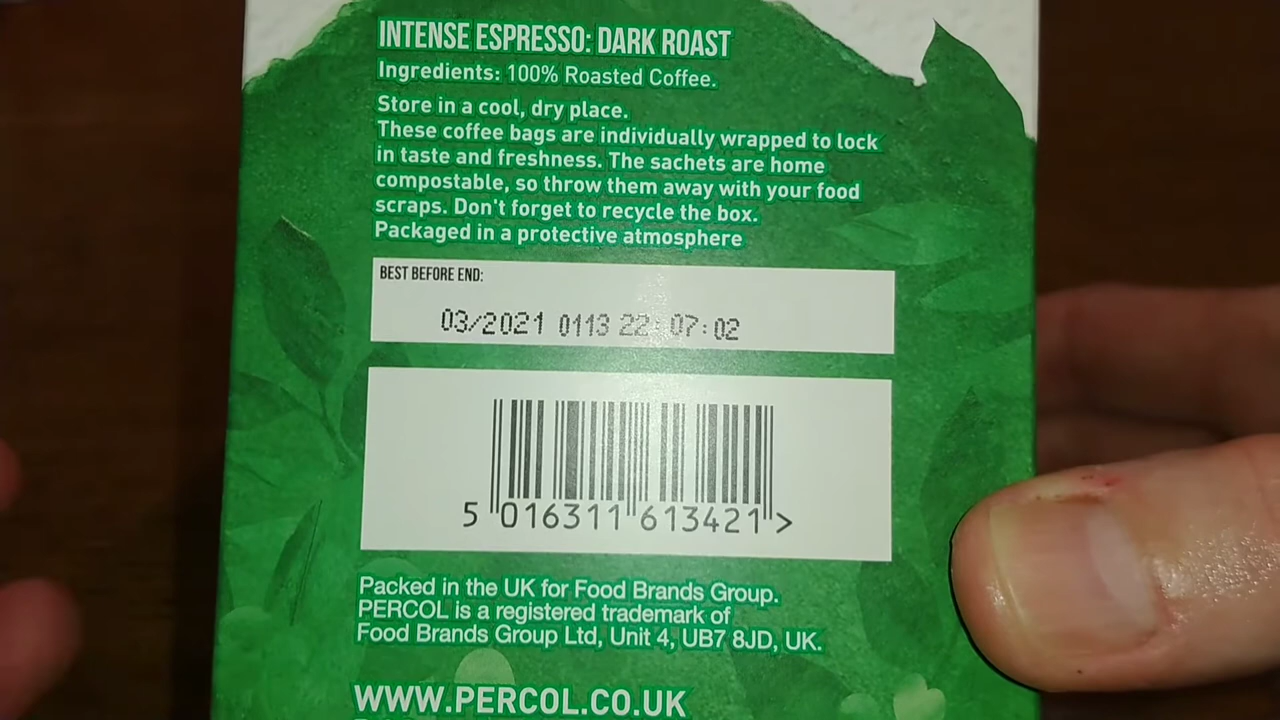 INTENSE ESPRESSO: DARK ROAST
Ingredients: 100% Roasted Coffee.
Store in a cool, dry place.
These coffee bags are individually wrapped to lock
in taste and freshness. The sachets are home
compostable, so throw them away with your food
scraps. Don't forget to recycle the box.
Packaged in a protective atmosphere
BEST BEFORE END:
03/2021 0113 22: 07:02
5 016311 613421 >
Packed in the UK for Food Brands Group.
PERCOL is a registered trademark of
Food Brands Group Ltd, Unit 4, UB7 8JD, UK.
WWW.PERCOL.CO.UK